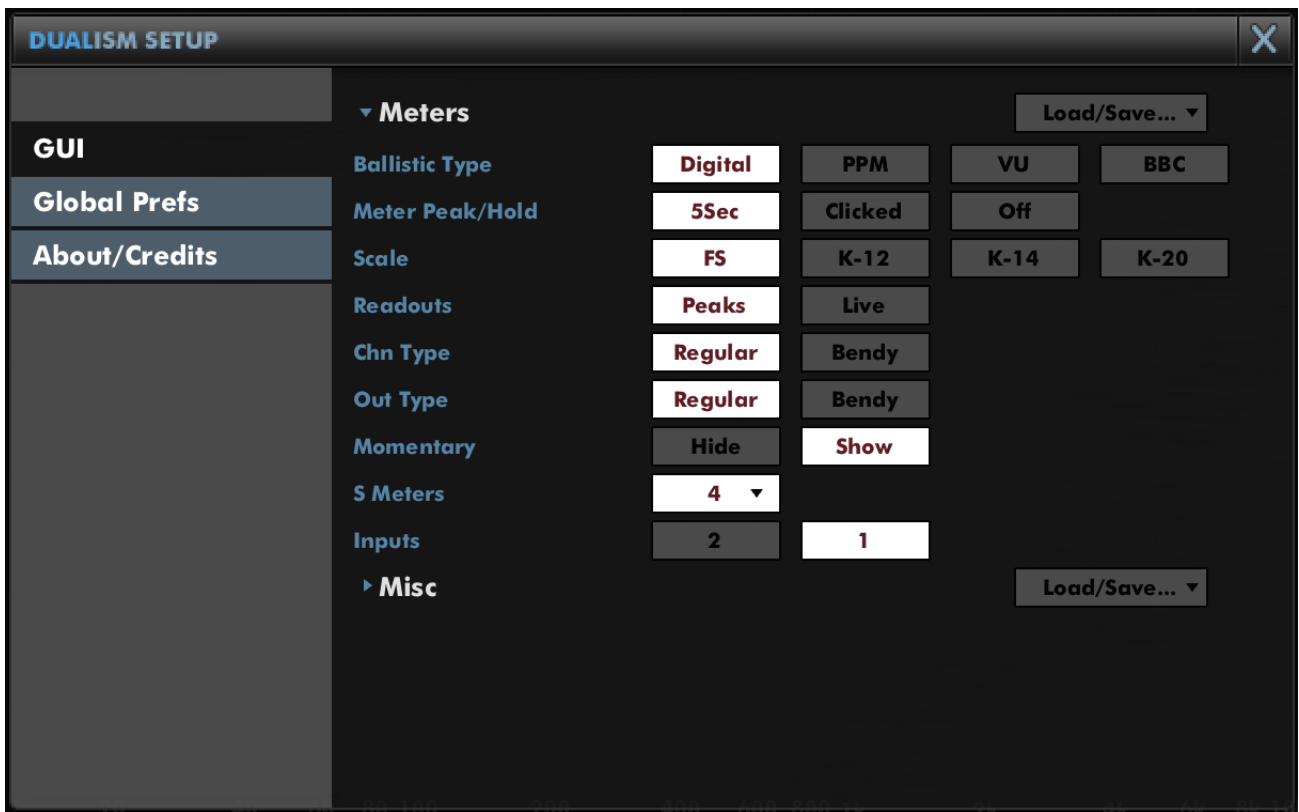 DUALISM SETUP X
GUI
Global Prefs
About/Credits
Meters Load/Save...
Ballistic Type Digital PPM VU BBC
Meter Peak/Hold 5Sec Clicked Off
Scale FS K-12 K-14 K-20
Readouts Peaks Live
Chn Type Regular Bendy
Out Type Regular Bendy
Momentary Hide Show
S Meters 4
Inputs 2 1
Misc Load/Save...